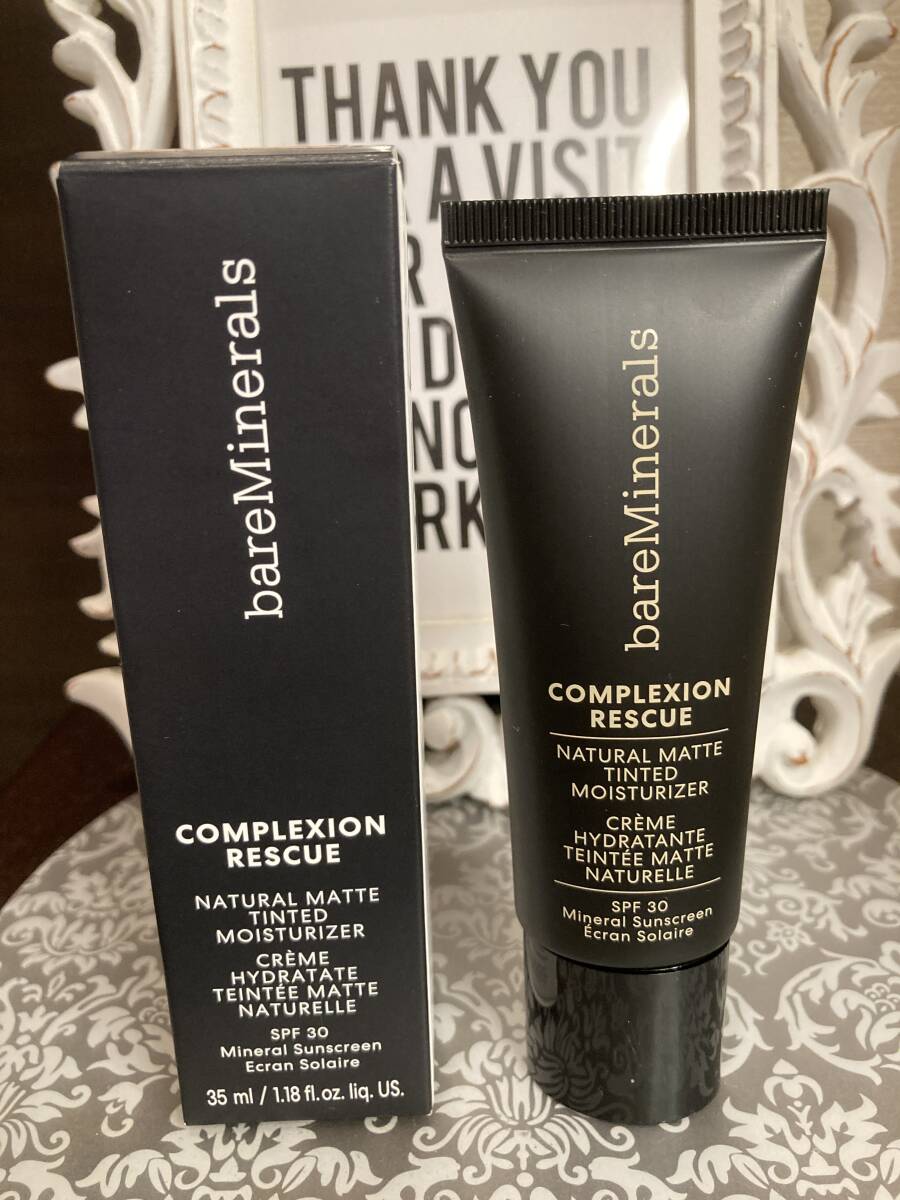 THANK YOU
A VISIT
bareMinerals
COMPLEXION
RESCUE
NATURAL MATTE
TINTED
MOISTURIZER
CRÈME
HYDRATATE
TEINTÉE MATTE
NATURELLE
SPF 30
Mineral Sunscreen
Ecran Solaire
35 ml / 1.18 fl. oz. liq. US.
bareMinerals
COMPLEXION
RESCUE
NATURAL MATTE
TINTED
MOISTURIZER
CRÈME
HYDRATANTE
TEINTÉE MATTE
NATURELLE
SPF 30
Mineral Sunscreen
Écran Solaire